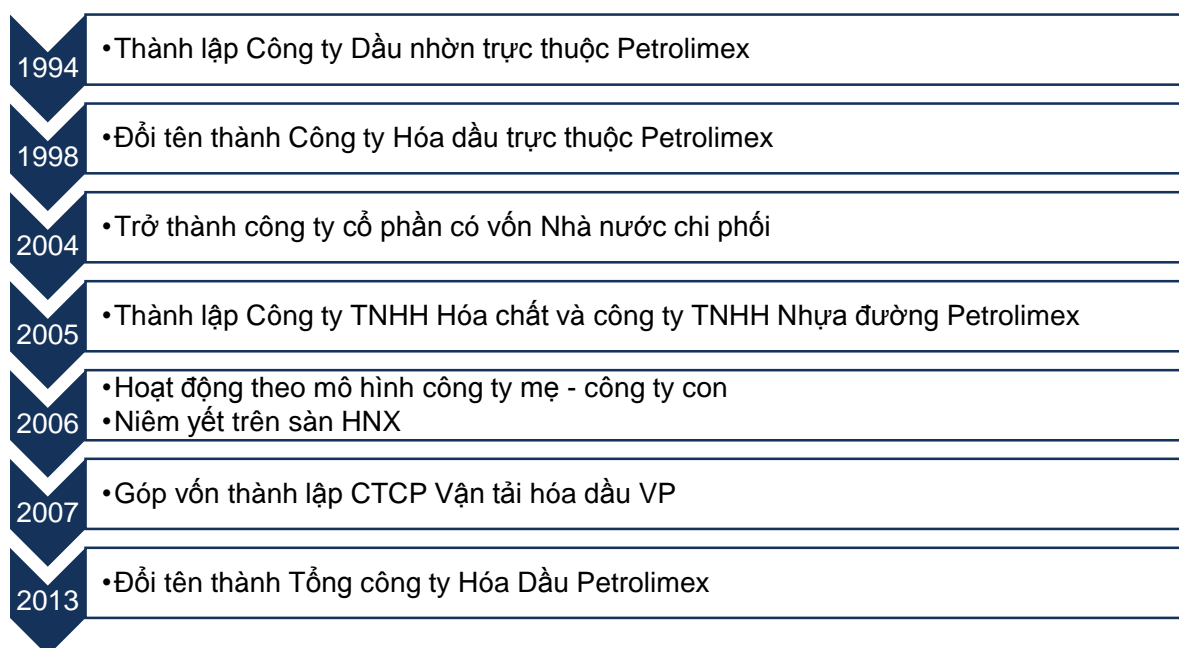 1994
•Thành lập Công ty Dầu nhờn trực thuộc Petrolimex
1998
•Đổi tên thành Công ty Hóa dầu trực thuộc Petrolimex
2004
•Trở thành công ty cổ phần có vốn Nhà nước chi phối
2005
•Thành lập Công ty TNHH Hóa chất và công ty TNHH Nhựa đường Petrolimex
2006
•Hoạt động theo mô hình công ty mẹ - công ty con
•Niêm yết trên sàn HNX
2007
•Góp vốn thành lập CTCP Vận tải hóa dầu VP
2013
•Đổi tên thành Tổng công ty Hóa Dầu Petrolimex